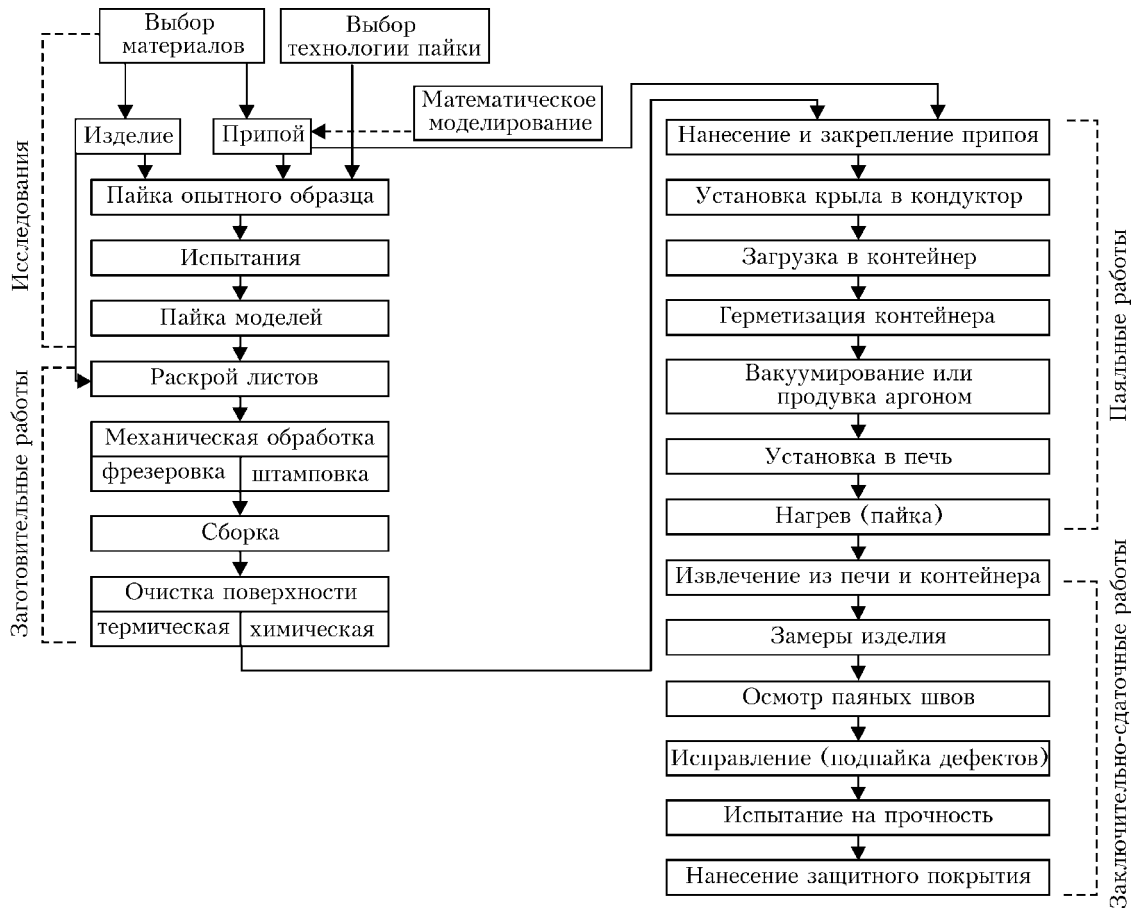 Выбор
материалов
Выбор
технологии пайки
Математическое
моделирование
Изделие
Припой
Пайка опытного образца
Испытания
Пайка моделей
Исследования
Раскрой листов
Механическая обработка
фрезеровка
штамповка
Сборка
Очистка поверхности
термическая
химическая
Заготовительные работы
Нанесение и закрепление припоя
Установка крыла в кондуктор
Загрузка в контейнер
Герметизация контейнера
Вакуумирование или
продувка аргоном
Установка в печь
Нагрев (пайка)
Паяльные работы
Извлечение из печи и контейнера
Замеры изделия
Осмотр паяных швов
Исправление (подпайка дефектов)
Испытание на прочность
Нанесение защитного покрытия
Заключительно-сдаточные работы